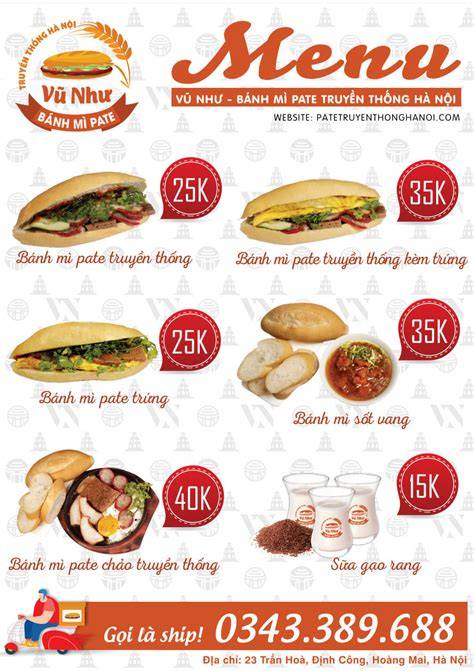 TRUYỀN THỐNG HÀ NỘI
Vũ Như
BÁNH MÌ PATE
Menu
VŨ NHƯ - BÁNH MÌ PATE TRUYỀN THỐNG HÀ NỘI
WEBSITE: PATETRUYENTHONGHANOI.COM
25K
Bánh mì pate truyền thống
35K
Bánh mì pate truyền thống kèm trứng
25K
Bánh mì pate trứng
35K
Bánh mì sốt vang
40K
Bánh mì pate chảo truyền thống
15K
Sữa gạo rang
Gọi là ship!
0343.389.688
Địa chỉ: 23 Trần Hoà, Định Công, Hoàng Mai, Hà Nội